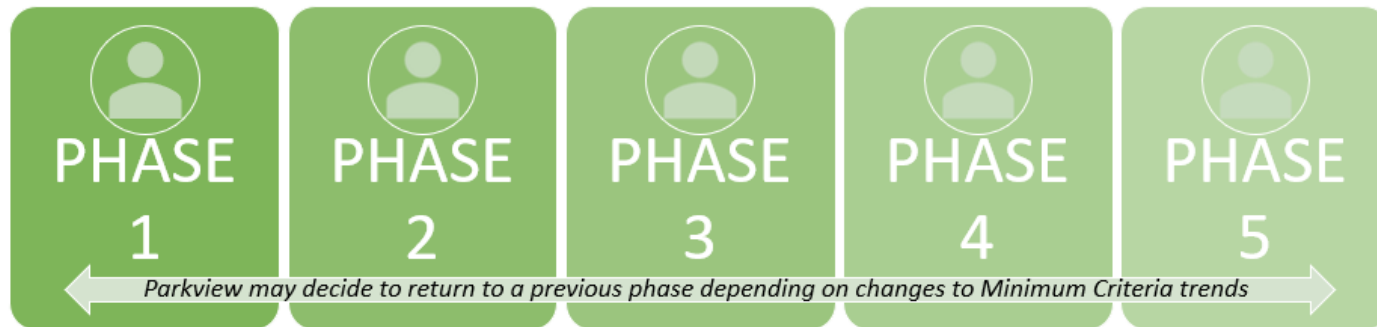 PHASE
1
PHASE
2
PHASE
3
PHASE
4
PHASE
5
Parkview may decide to return to a previous phase depending on changes to Minimum Criteria trends